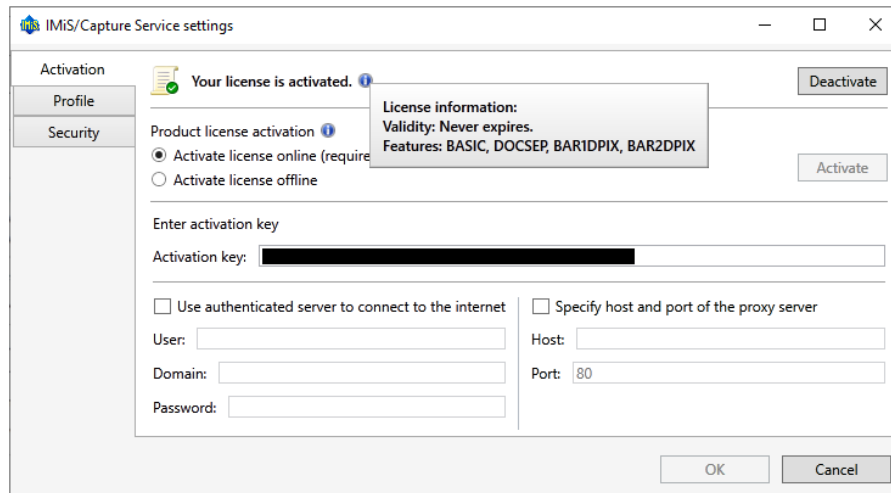 IMiS/Capture Service settings
Activation
Profile
Security
Your license is activated.
Deactivate
License information:
Validity: Never expires.
Features: BASIC, DOCSEP, BAR1DPIX, BAR2DPIX
Product license activation
Activate license online (require
Activate license offline
Activate
Enter activation key
Activation key:
Use authenticated server to connect to the internet
User:
Domain:
Password:
Specify host and port of the proxy server
Host:
Port: 80
OK
Cancel